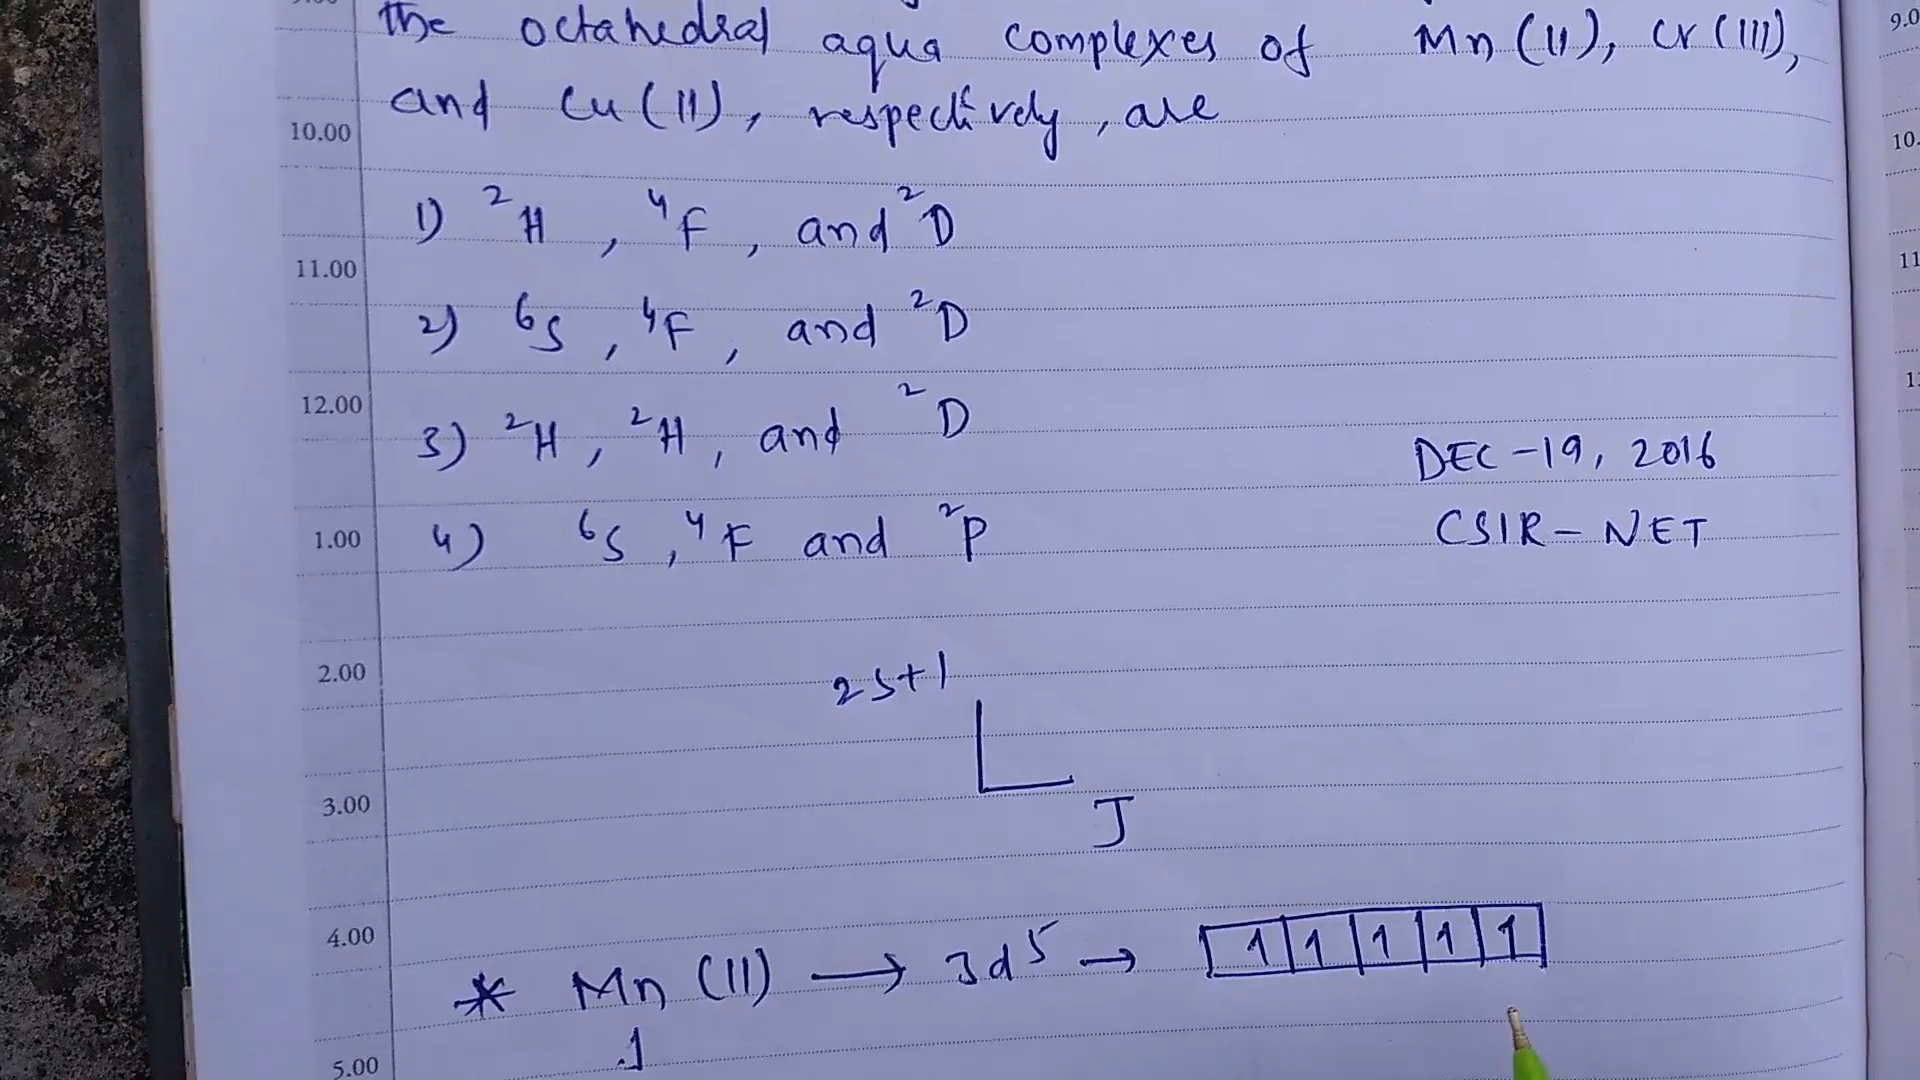 the octahedral aqua complexes of Mn (II), Cr (III),
and Cu (II), respectively, are
10.00
1) ²H, ⁴F, and ²D
11.00
2) ⁶S, ⁴F, and ²D
12.00
3) ²H, ²H, and ²D
DEC-19, 2016
1.00
4) ⁶S, ⁴F and ²P
CSIR-NET
2.00
2S+1
L
3.00
J
4.00
* Mn (II) → 3d⁵ → 1 1 1 1 1
5.00